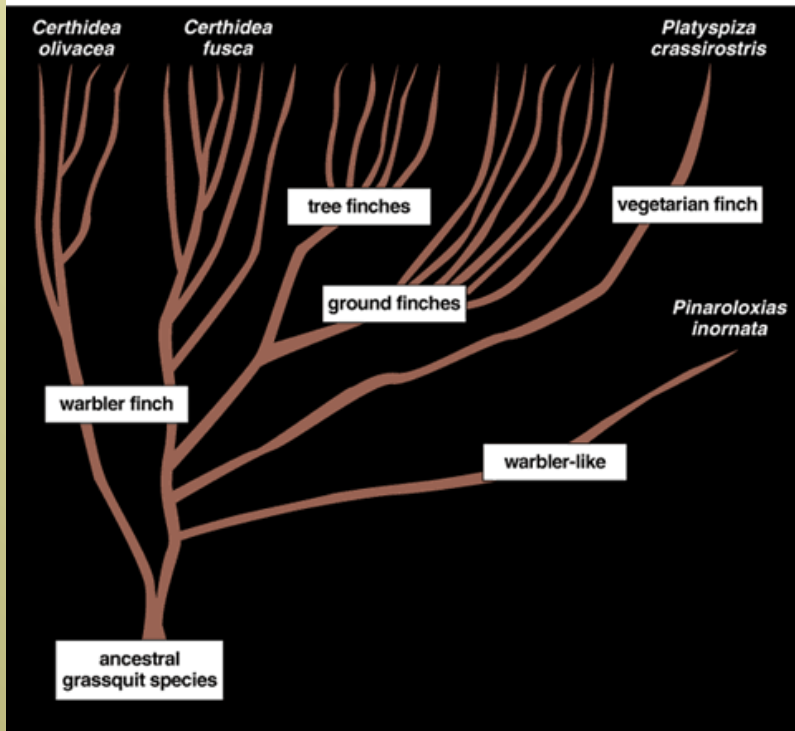 Certhidea
olivacea
Certhidea
fusca
Platyspiza
crassirostris
tree finches
vegetarian finch
ground finches
Pinaroloxias
inornata
warbler finch
warbler-like
ancestral
grassquit species